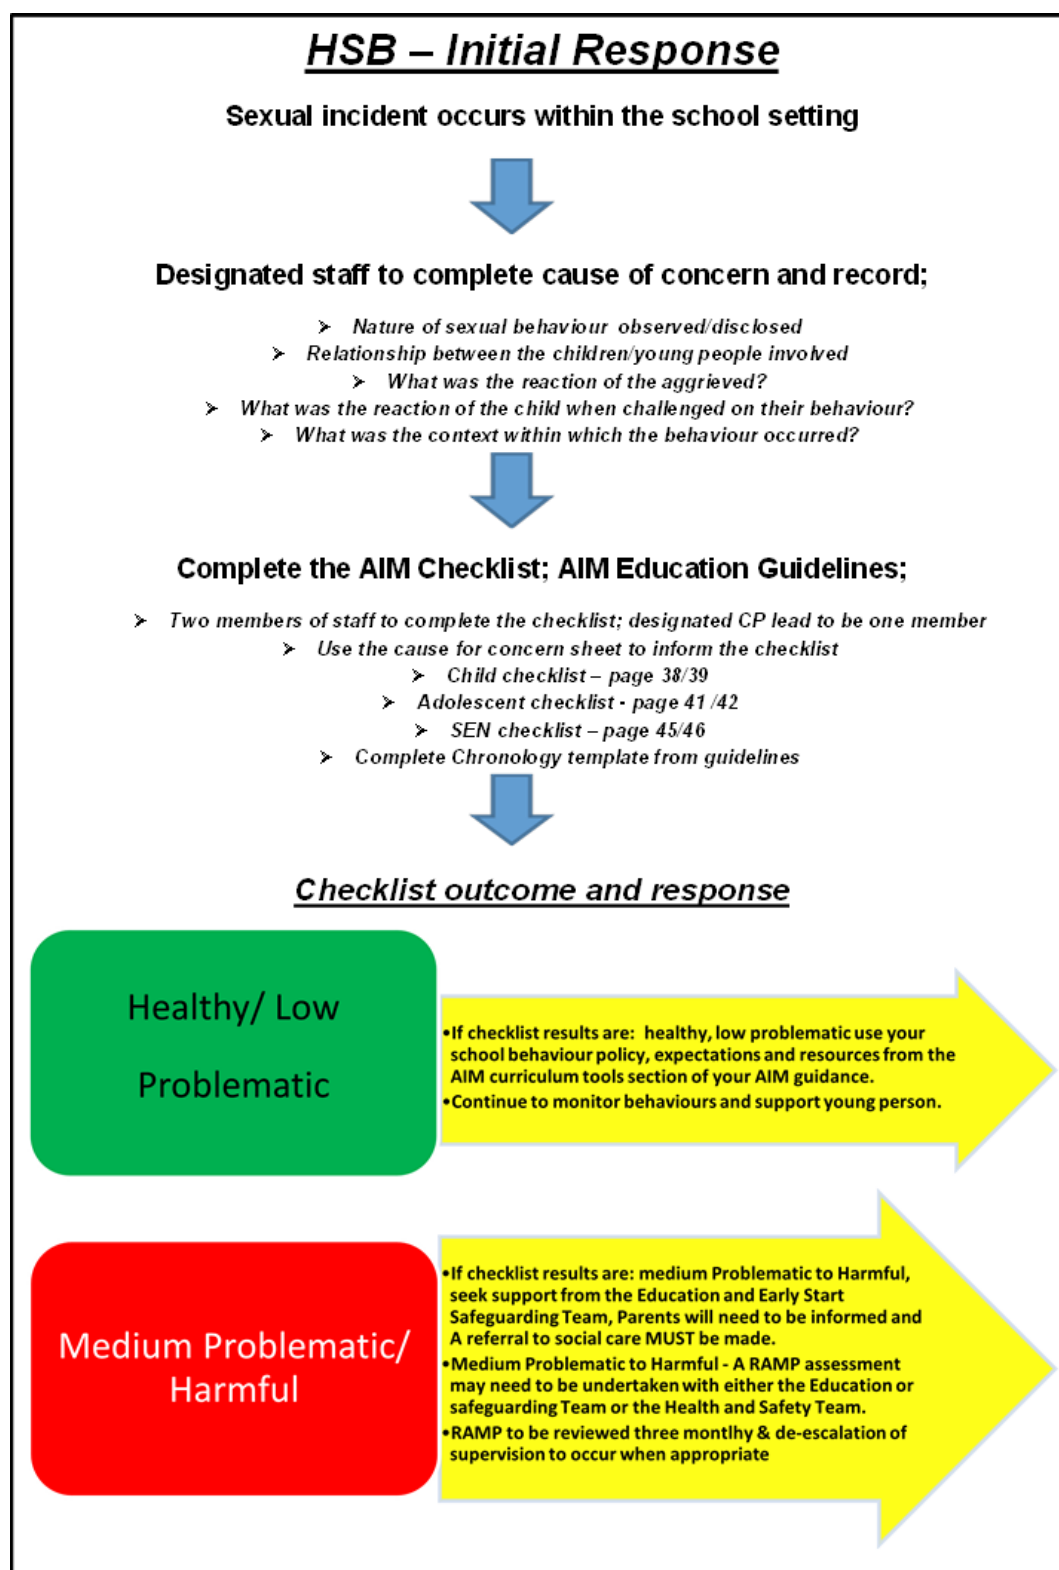 HSB – Initial Response
Sexual incident occurs within the school setting
Designated staff to complete cause of concern and record;
➢ Nature of sexual behaviour observed/disclosed
➢ Relationship between the children/young people involved
➢ What was the reaction of the aggrieved?
➢ What was the reaction of the child when challenged on their behaviour?
➢ What was the context within which the behaviour occurred?
Complete the AIM Checklist; AIM Education Guidelines;
➢ Two members of staff to complete the checklist; designated CP lead to be one member
➢ Use the cause for concern sheet to inform the checklist
➢ Child checklist – page 38/39
➢ Adolescent checklist - page 41/42
➢ SEN checklist – page 45/46
➢ Complete Chronology template from guidelines
Checklist outcome and response
Healthy/ Low
Problematic
•If checklist results are: healthy, low problematic use your
school behaviour policy, expectations and resources from the
AIM curriculum tools section of your AIM guidance.
•Continue to monitor behaviours and support young person.
Medium Problematic/
Harmful
•If checklist results are: medium Problematic to Harmful,
seek support from the Education and Early Start
Safeguarding Team, Parents will need to be informed and
A referral to social care MUST be made.
•Medium Problematic to Harmful - A RAMP assessment
may need to be undertaken with either the Education or
safeguarding Team or the Health and Safety Team.
•RAMP to be reviewed three montlhy & de-escalation of
supervision to occur when appropriate